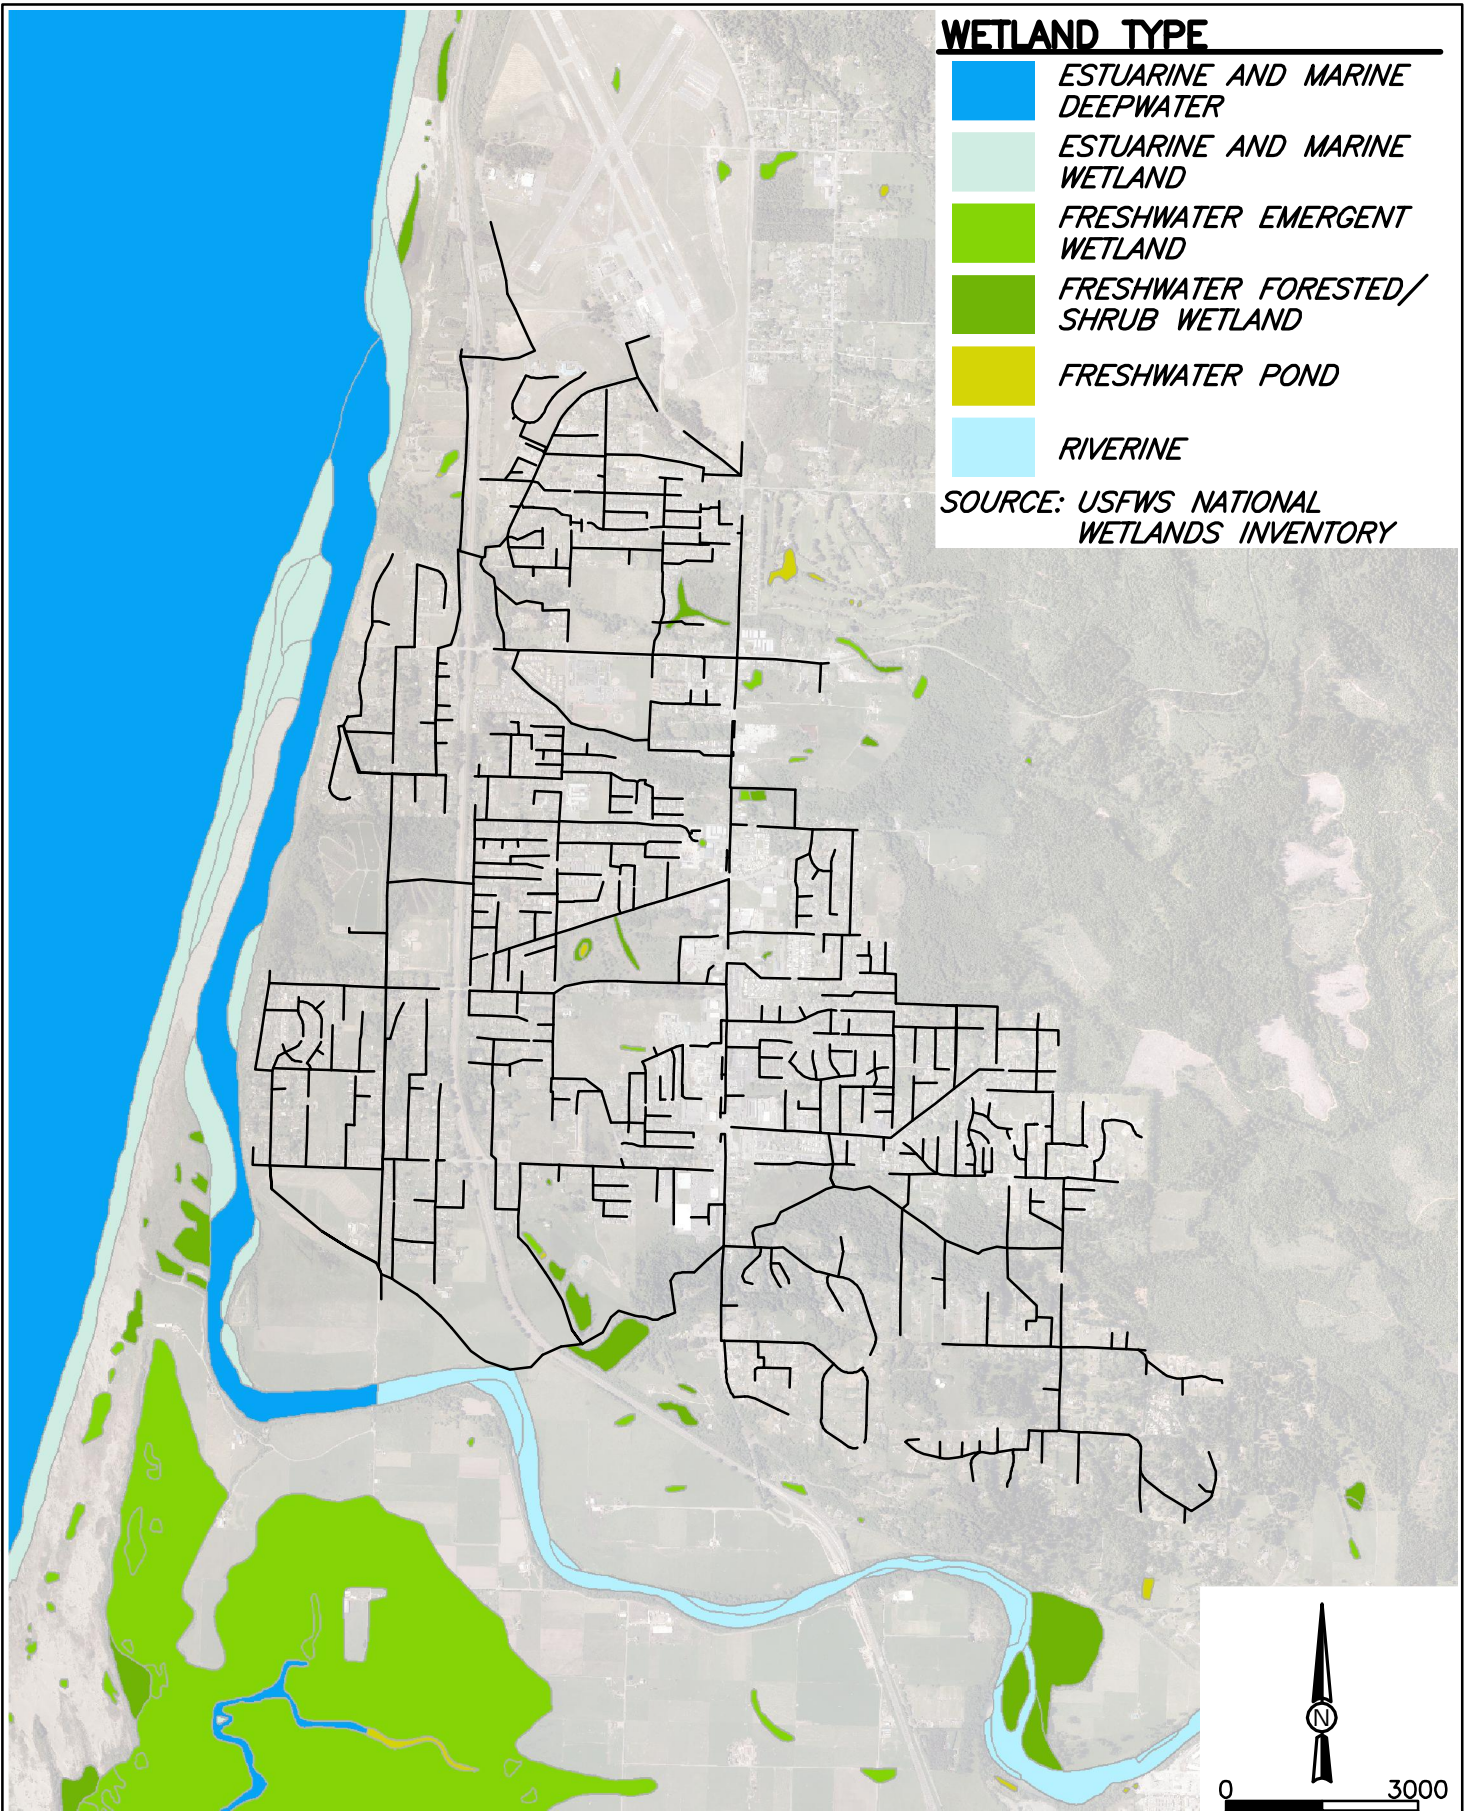 WETLAND TYPE
ESTUARINE AND MARINE
DEEPWATER
ESTUARINE AND MARINE
WETLAND
FRESHWATER EMERGENT
WETLAND
FRESHWATER FORESTED/
SHRUB WETLAND
FRESHWATER POND
RIVERINE
SOURCE: USFWS NATIONAL
WETLANDS INVENTORY
N
0 3000